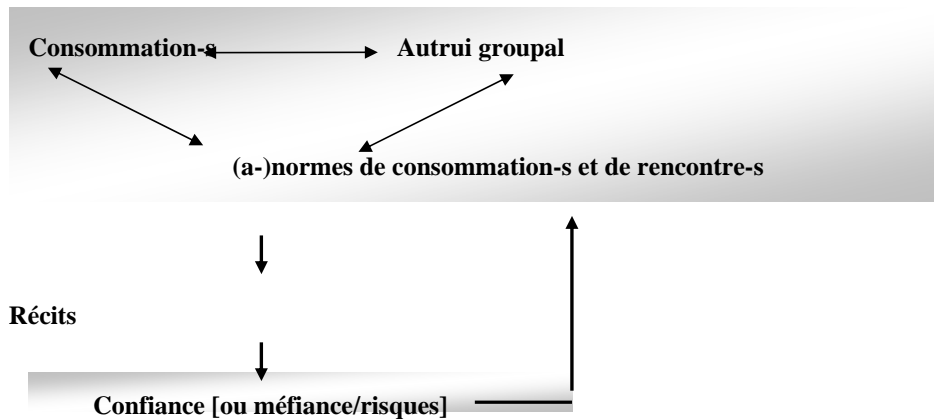 Consommation-s Autrui groupal
(a-)normes de consommation-s et de rencontre-s
Récits
Confiance [ou méfiance/risques]